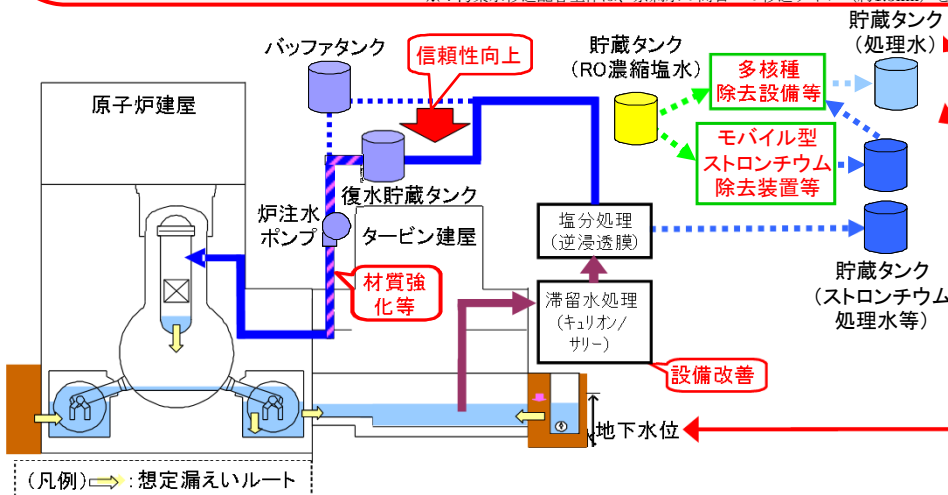 貯蔵タンク
(処理水)
バッファタンク
信頼性向上
貯蔵タンク
(RO濃縮塩水)
多核種
除去設備等
原子炉建屋
モバイル型
ストロンチウム
除去装置等
復水貯蔵タンク
炉注水
ポンプ
タービン建屋
塩分処理
(逆浸透膜)
材質強
化等
貯蔵タンク
(ストロンチウム
処理水等)
滞留水処理
(キュリオン/
サリー)
設備改善
地下水位
(凡例) :想定漏えいルート